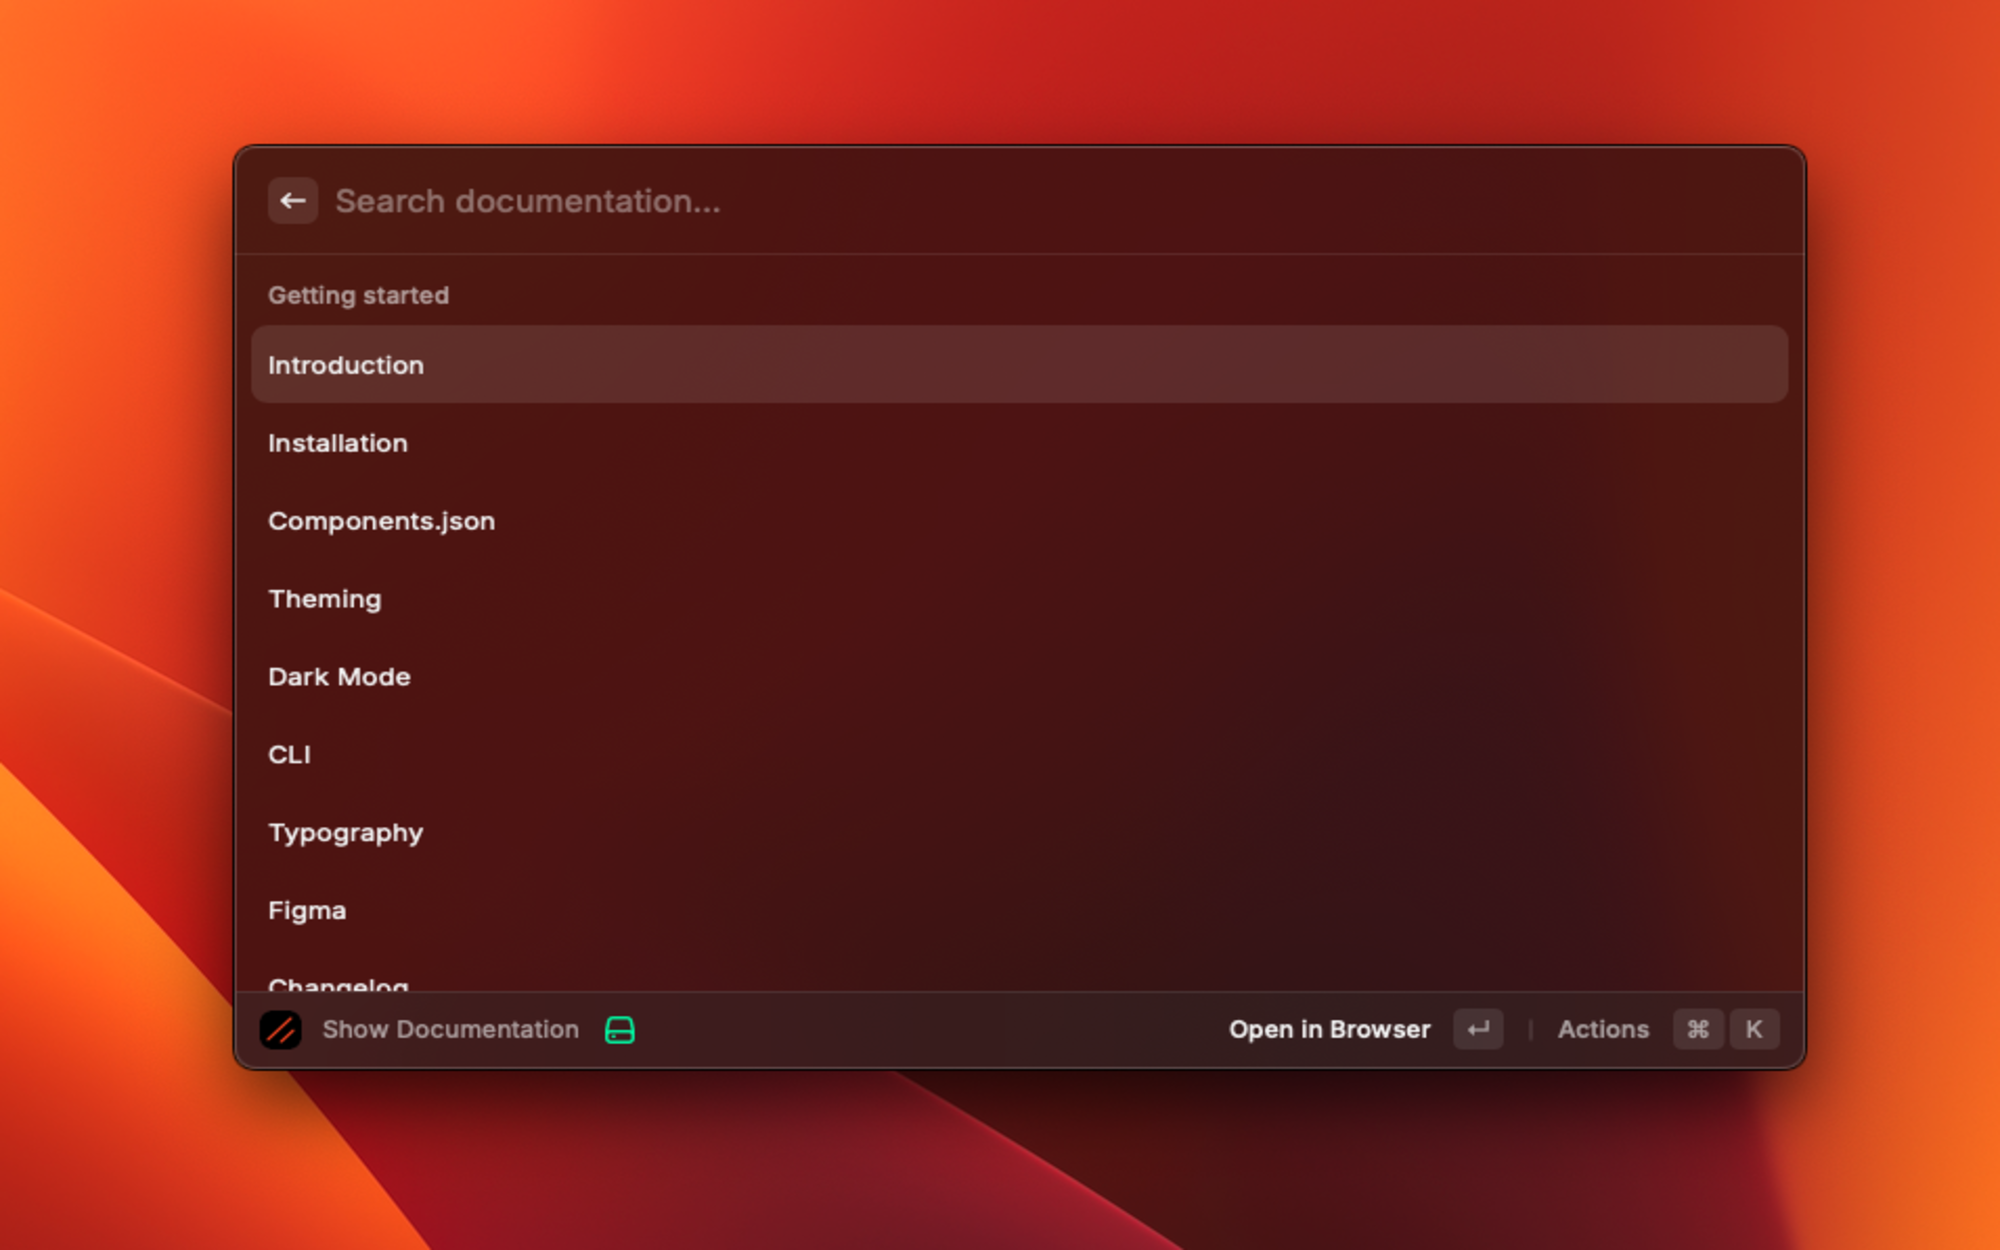 Search documentation...
Getting started
Introduction
Installation
Components.json
Theming
Dark Mode
CLI
Typography
Figma
Changelog
Show Documentation
Open in Browser ↵ | Actions ⌘ K